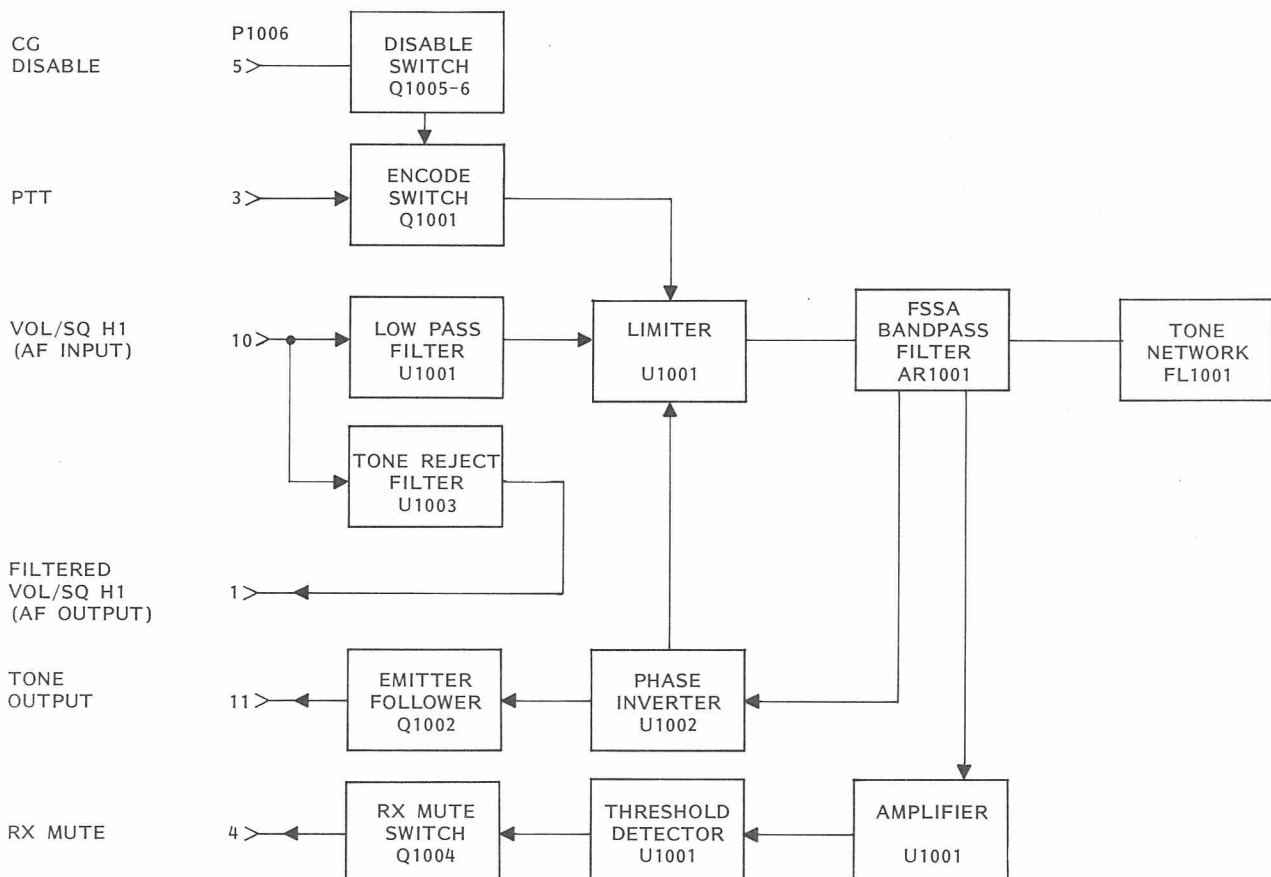 CG
DISABLE
P1006
5
DISABLE
SWITCH
Q1005-6
PTT
3
ENCODE
SWITCH
Q1001
VOL/SQ H1
(AF INPUT)
10
LOW PASS
FILTER
U1001
LIMITER
U1001
FSSA
BANDPASS
FILTER
AR1001
TONE
NETWORK
FL1001
TONE REJECT
FILTER
U1003
FILTERED
VOL/SQ H1
(AF OUTPUT)
1
TONE
OUTPUT
11
EMITTER
FOLLOWER
Q1002
PHASE
INVERTER
U1002
RX MUTE
4
RX MUTE
SWITCH
Q1004
THRESHOLD
DETECTOR
U1001
AMPLIFIER
U1001